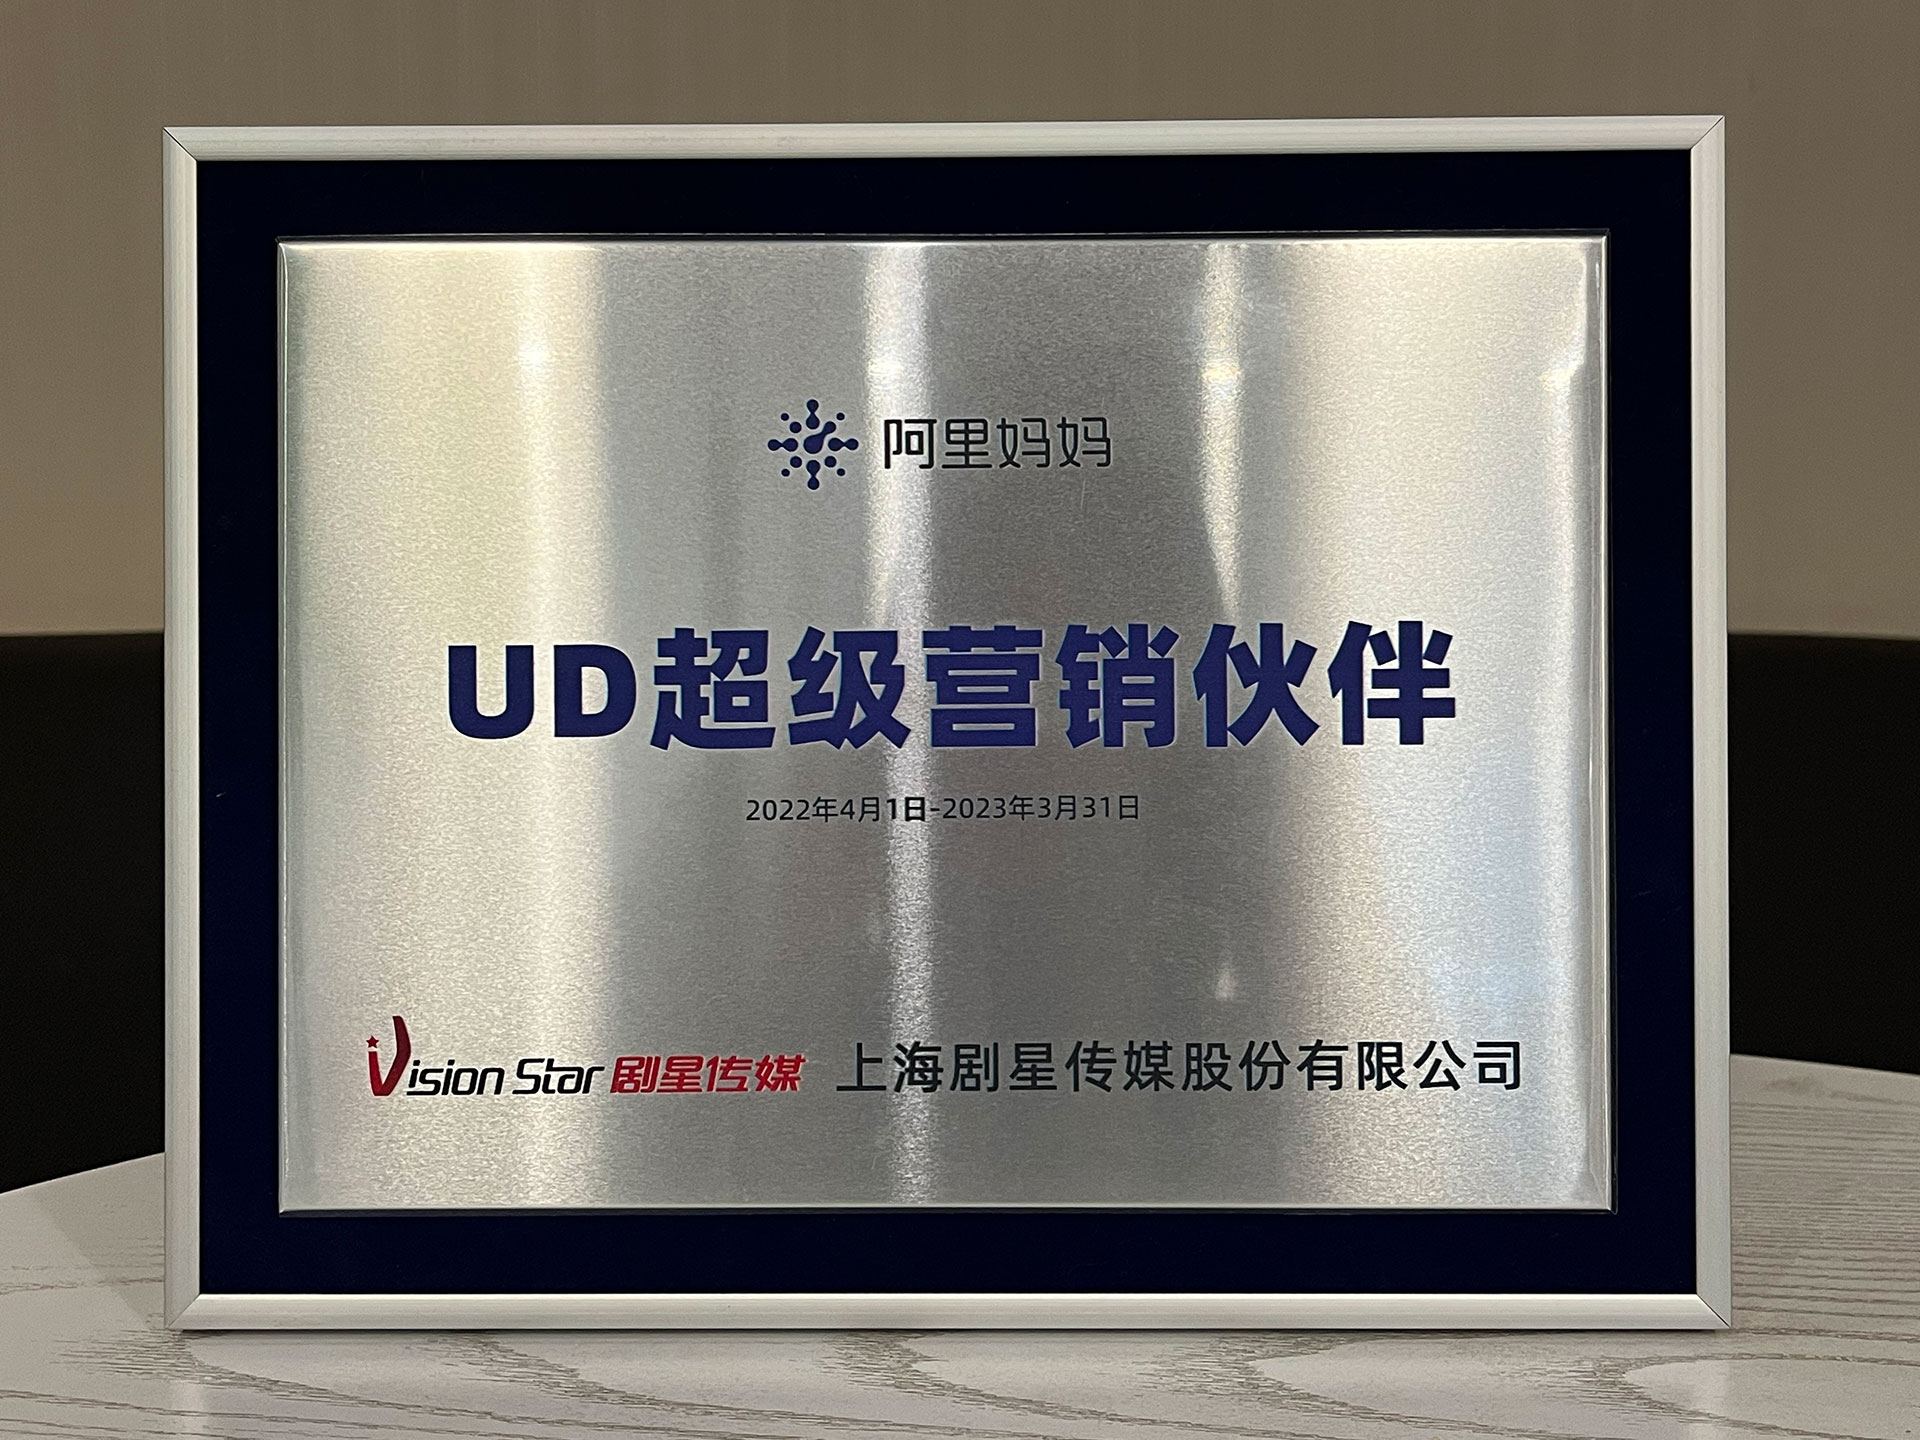 阿里妈妈
UD超级营销伙伴
2022年4月1日-2023年3月31日
Vision Star 剧星传媒 上海剧星传媒股份有限公司